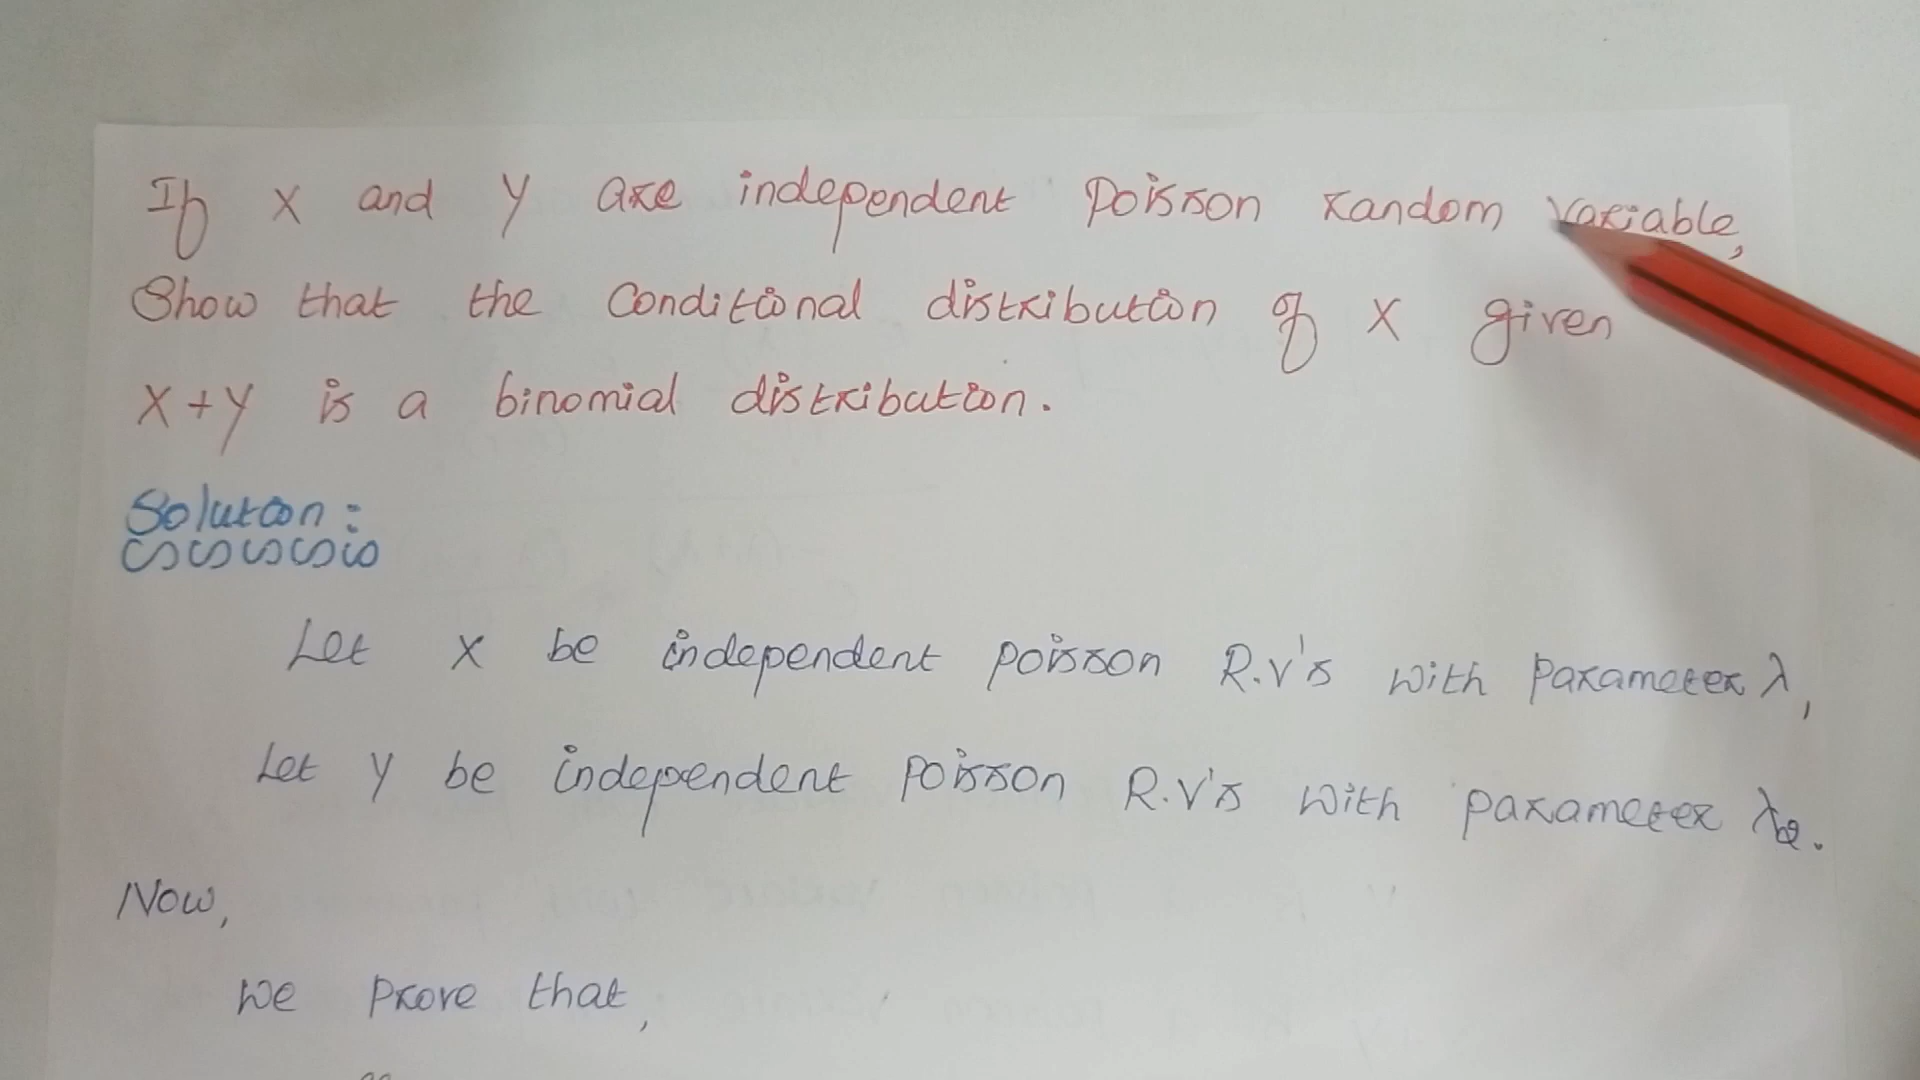 If X and Y are independent Poisson random variable,
Show that the Conditional distribution of X given
X+Y is a binomial distribution.
Solution:
Let X be independent poisson R.V's with parameter λ,
Let Y be independent Poisson R.V's with parameter λ2.
Now,
We Prove that,